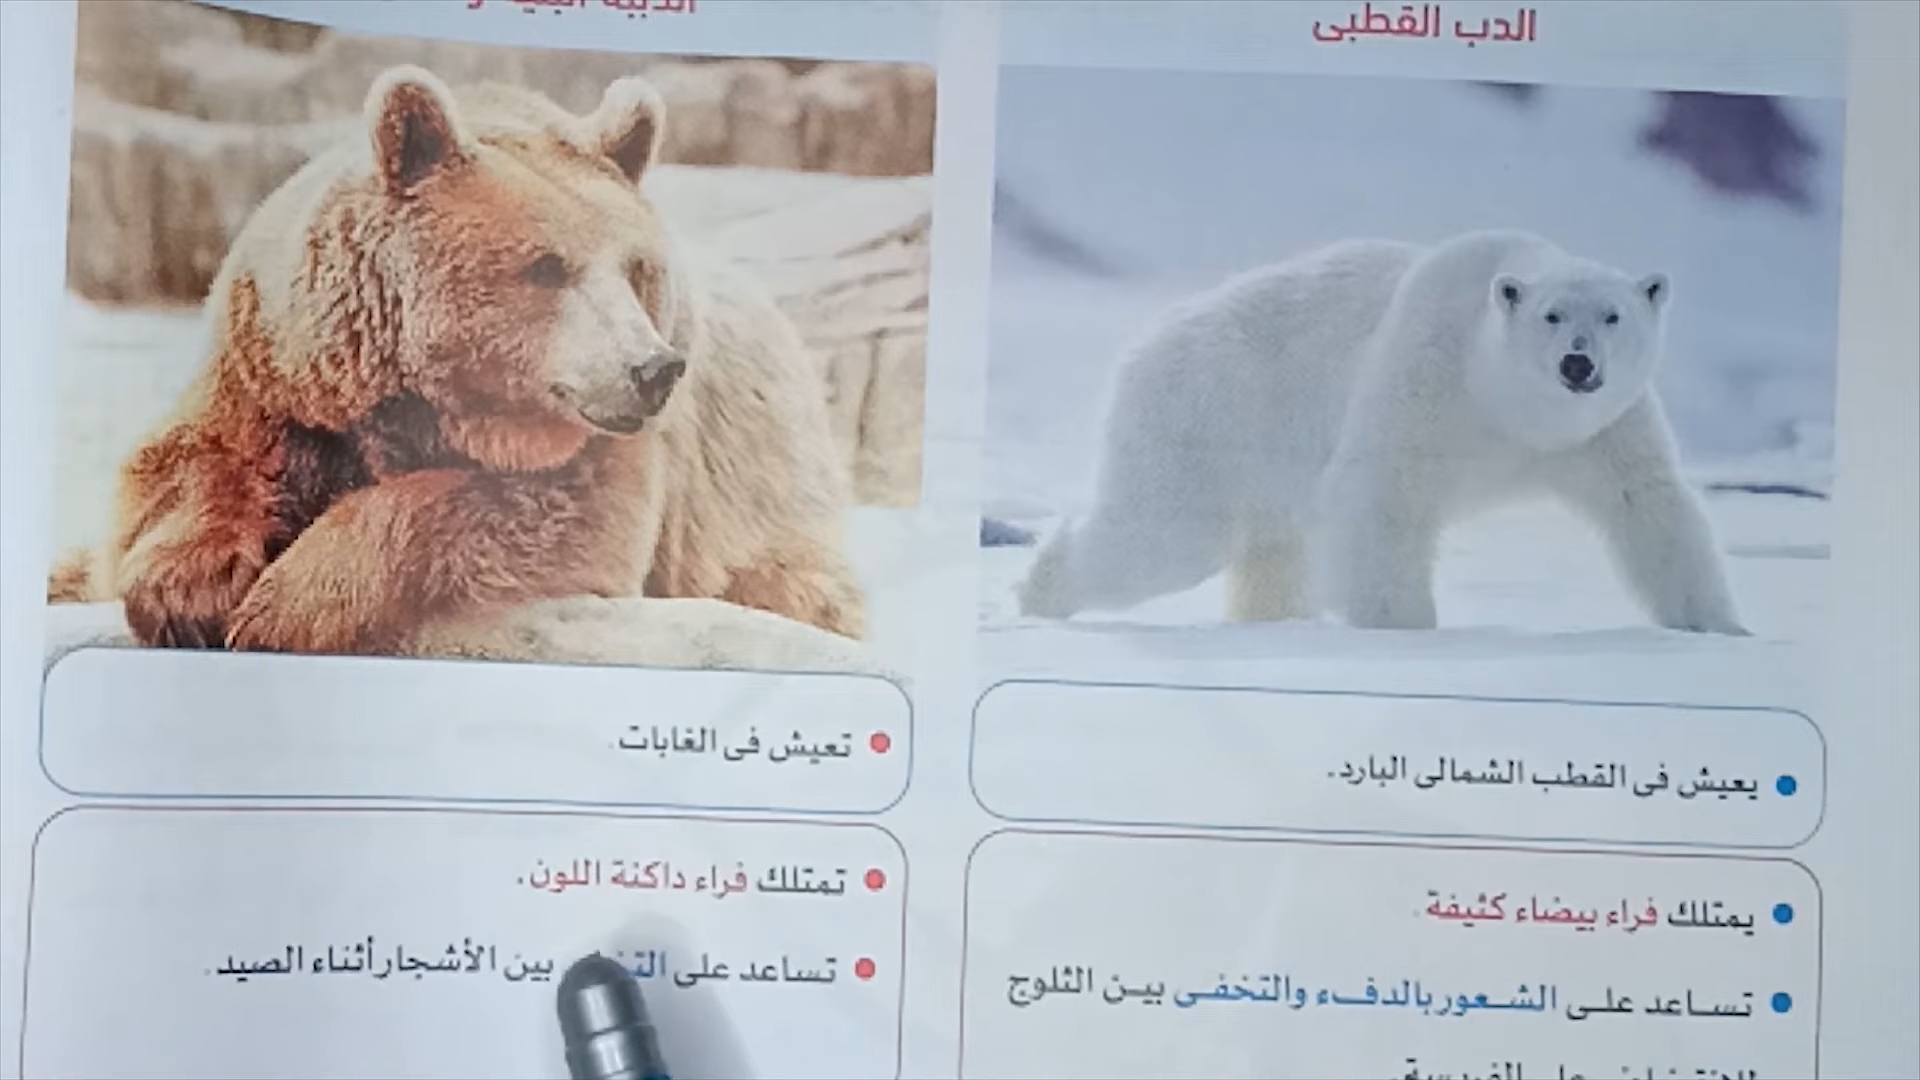 الدب القطبى
يعيش فى القطب الشمالى البارد.
يمتلك فراء بيضاء كثيفة.
تساعد على الشعور بالدفء والتخفى بين الثلوج
تعيش فى الغابات.
تمتلك فراء داكنة اللون.
تساعد على بين الأشجار أثناء الصيد.